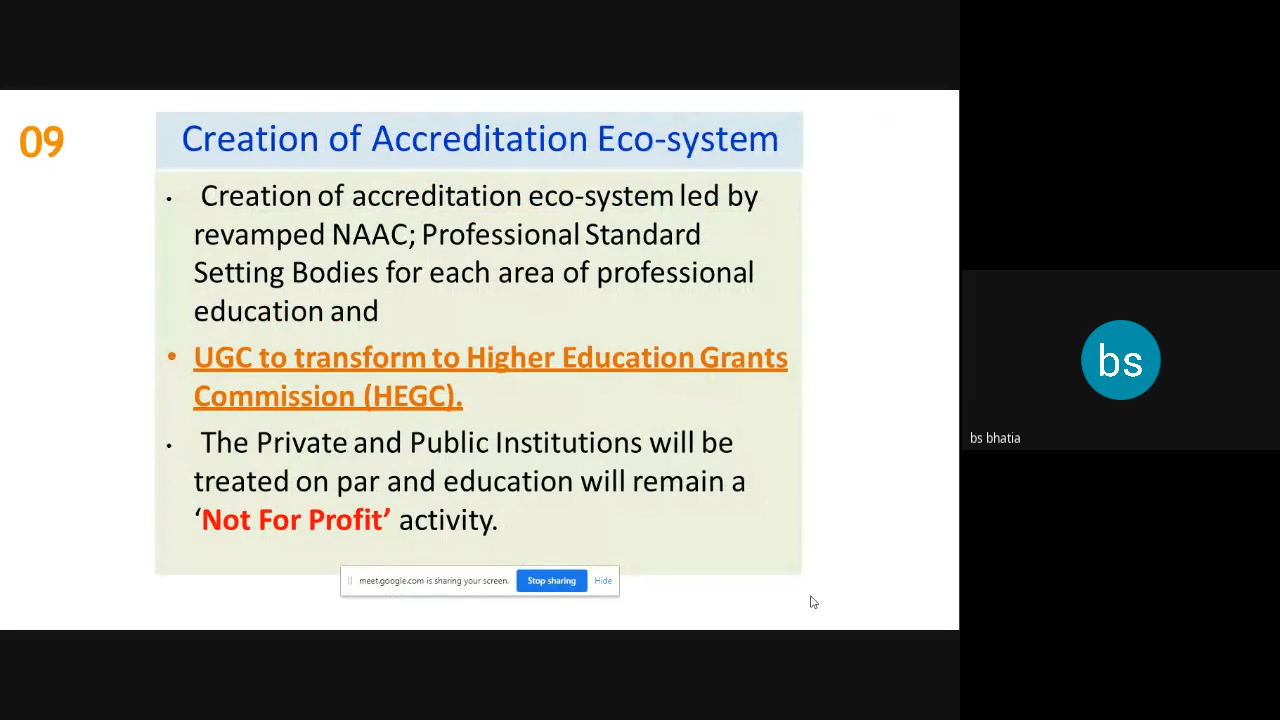 09
Creation of Accreditation Eco-system
• Creation of accreditation eco-system led by
revamped NAAC; Professional Standard
Setting Bodies for each area of professional
education and
• UGC to transform to Higher Education Grants
Commission (HEGC).
• The Private and Public Institutions will be
treated on par and education will remain a
‘Not For Profit’ activity.
meet.google.com is sharing your screen. Stop sharing Hide
bs
bs bhatia